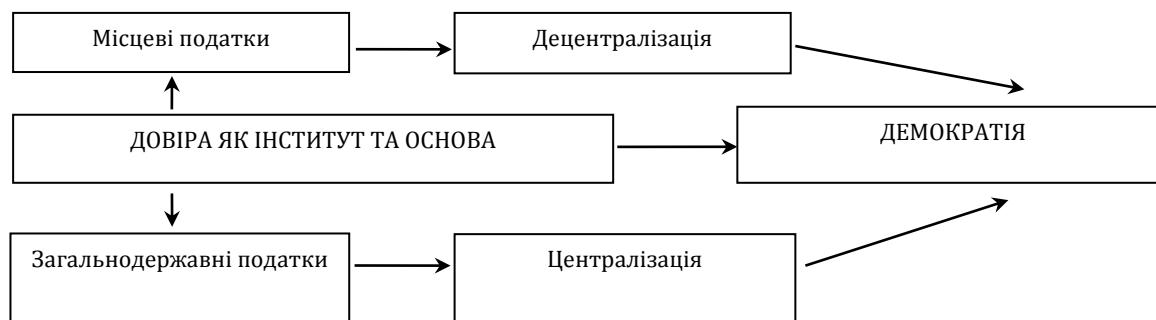 Місцеві податки
Децентралізація
ДОВІРА ЯК ІНСТИТУТ ТА ОСНОВА
ДЕМОКРАТІЯ
Загальнодержавні податки
Централізація